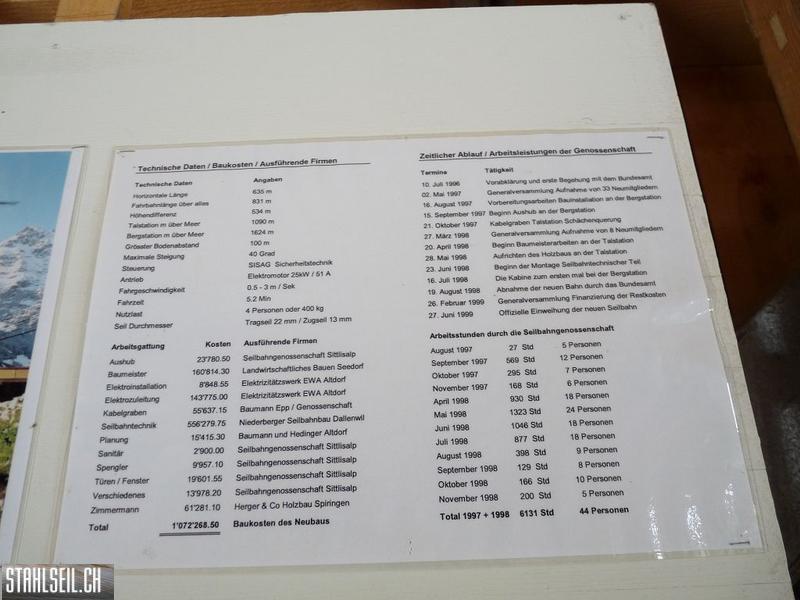 Technische Daten / Baukosten / Ausführende Firmen
Technische Daten Angaben
Horizontale Länge 635 m
Fahrbahnlänge über alles 831 m
Höhendifferenz 534 m
Talstation m über Meer 1090 m
Bergstation m über Meer 1624 m
Grösster Bodenabstand 100 m
Maximale Steigung 40 Grad
Steuerung SISAG Sicherheitstechnik
Antrieb Elektromotor 25kW / 51 A
Fahrgeschwindigkeit 0.5 - 3 m / Sek
Fahrzeit 5.2 Min
Nutzlast 4 Personen oder 400 kg
Seil Durchmesser Tragseil 22 mm / Zugseil 13 mm
Arbeitsgattung Kosten Ausführende Firmen
Aushub 23'780.50 Seilbahngenossenschaft Sittlisalp
Baumeister 160'814.30 Landwirtschaftliches Bauen Seedorf
Elektroinstallation 8'848.55 Elektrizitätswerk EWA Altdorf
Elektrozuleitung 143'775.00 Elektrizitätswerk EWA Altdorf
Kabelgraben 55'637.15 Baumann Epp / Genossenschaft
Seilbahntechnik 556'279.75 Niederberger Seilbahnbau Dallenwil
Planung 15'415.30 Baumann und Hedinger Altdorf
Sanitär 2'900.00 Seilbahngenossenschaft Sittlisalp
Spengler 9'957.10 Seilbahngenossenschaft Sittlisalp
Türen / Fenster 19'601.55 Seilbahngenossenschaft Sittlisalp
Verschiedenes 13'978.20 Seilbahngenossenschaft Sittlisalp
Zimmermann 61'281.10 Herger & Co Holzbau Spiringen
Total 1'072'268.50 Baukosten des Neubaus
Zeitlicher Ablauf / Arbeitsleistungen der Genossenschaft
Termine Tätigkeit
10. Juli 1996 Vorabklärung und erste Begehung mit dem Bundesamt
02. Mai 1997 Generalversammlung Aufnahme von 33 Neumitgliedern
16. August 1997 Vorbereitungsarbeiten Bauinstallation an der Bergstation
15. September 1997 Beginn Aushub an der Bergstation
21. Oktober 1997 Kabelgraben Talstation Schächenquerung
27. März 1998 Generalversammlung Aufnahme von 8 Neumitgliedern
20. April 1998 Beginn Baumeisterarbeiten an der Talstation
28. Mai 1998 Aufrichten des Holzbaus an der Talstation
23. Juni 1998 Beginn der Montage Seilbahntechnischer Teil
16. Juli 1998 Die Kabine zum ersten mal bei der Bergstation
19. August 1998 Abnahme der neuen Bahn durch das Bundesamt
26. Februar 1999 Generalversammlung Finanzierung der Restkosten
27. Juni 1999 Offizielle Einweihung der neuen Seilbahn
Arbeitsstunden durch die Seilbahngenossenschaft
August 1997 27 Std 5 Personen
September 1997 569 Std 12 Personen
Oktober 1997 295 Std 7 Personen
November 1997 168 Std 6 Personen
April 1998 930 Std 18 Personen
Mai 1998 1323 Std 24 Personen
Juni 1998 1046 Std 18 Personen
Juli 1998 877 Std 18 Personen
August 1998 398 Std 9 Personen
September 1998 129 Std 8 Personen
Oktober 1998 166 Std 10 Personen
November 1998 200 Std 5 Personen
Total 1997 + 1998 6131 Std 44 Personen
STAHLSEIL.CH